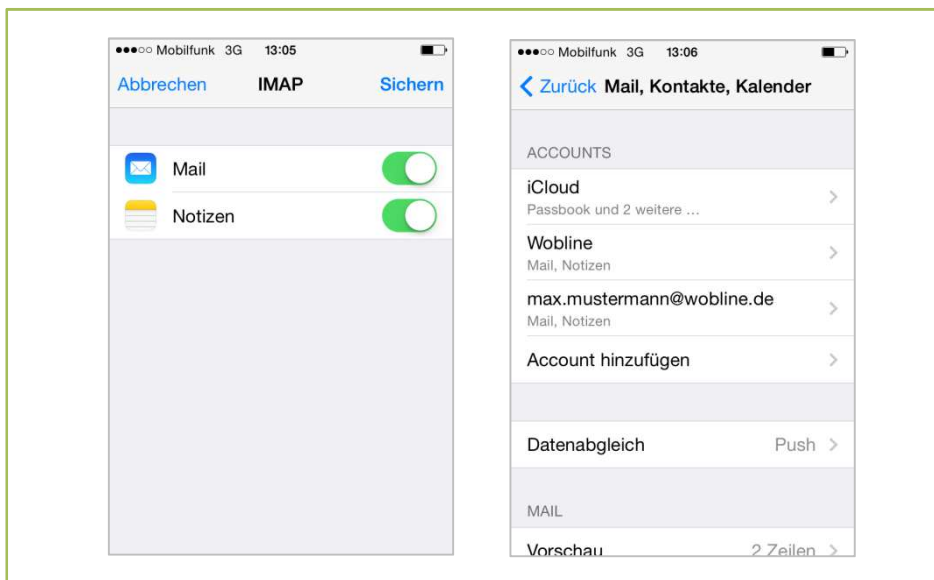 Mobilfunk 3G 13:05
Abbrechen IMAP Sichern
Mail
Notizen
Mobilfunk 3G 13:06
Zurück Mail, Kontakte, Kalender
ACCOUNTS
iCloud
Passbook und 2 weitere ...
Wobline
Mail, Notizen
max.mustermann@wobline.de
Mail, Notizen
Account hinzufügen
Datenabgleich Push
MAIL
Vorschau 2 Zeilen